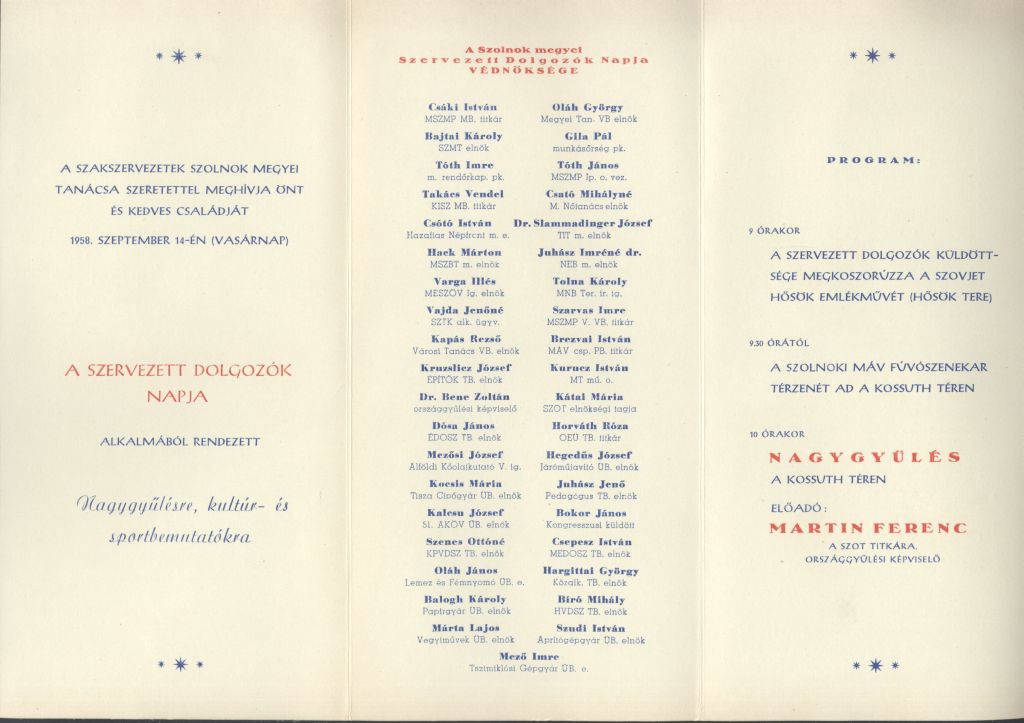 A SZAKSZERVEZETEK SZOLNOK MEGYEI
TANÁCSA SZERETETTEL MEGHÍVJA ÖNT
ÉS KEDVES CSALÁDJÁT
1958. SZEPTEMBER 14-ÉN (VASÁRNAP)
A SZERVEZETT DOLGOZÓK
NAPJA
ALKALMÁBÓL RENDEZETT
Nagygyűlésre, kultúr- és
sportbemutatókra
A Szolnok megyei
Szervezett Dolgozók Napja
VÉDNÖKSÉGE
Csáki István
MSZMP MB. titkár
Bajtai Károly
SZMT elnök
Tóth Imre
m. rendőrkap. pk.
Takács Vendel
KISZ MB. titkár
Csótó István
Hazafias Népfront m. e.
Hack Márton
MSZBT m. elnök
Varga Illés
MESZÖV Ig. elnök
Vajda Jenőné
SZTK alk. ügyv.
Kapás Rezső
Városi Tanács VB. elnök
Kruzslicz József
ÉPÍTŐK TB. elnök
Dr. Bene Zoltán
országgyűlési képviselő
Dósa János
ÉDOSZ TB. elnök
Mezősi József
Alföldi Kőolajkutató V. ig.
Kocsis Mária
Tisza Cipőgyár ÜB. elnök
Kalcsu József
51. AKÖV ÜB. elnök
Szenes Ottóné
KPVDSZ TB. elnök
Oláh János
Lemez és Fémnyomó ÜB. e.
Balogh Károly
Papírgyár ÜB. elnök
Márta Lajos
Vegyiművek ÜB. elnök
Oláh György
Megyei Tan. VB elnök
Gila Pál
munkásőrség pk.
Tóth János
MSZMP Ip. o. vez.
Csató Mihályné
M. Nőtanács elnök
Dr. Slammadinger József
TIT m. elnök
Juhász Imréné dr.
NEB m. elnök
Tolna Károly
MNB Ter. ir. ig.
Szarvas Imre
MSZMP V. VB. titkár
Brezvai István
MÁV csp. PB. titkár
Kurucz István
MT mű. o.
Kátai Mária
SZOT elnökségi tagja
Horváth Róza
OEÜ TB. titkár
Hegedűs József
Járóműjavító ÜB. elnök
Juhász Jenő
Pedagógus TB. elnök
Bokor János
Kongresszusi küldött
Csepesz István
MEDOSZ TB. elnök
Hargittai György
Közalk. TB. elnök
Bíró Mihály
HVDSZ TB. elnök
Szudi István
Aprítógépgyár ÜB. elnök
Mező Imre
Tszimiklósi Gépgyár ÜB. e.
PROGRAM:
9 ÓRAKOR
A SZERVEZETT DOLGOZÓK KÜLDÖTT-
SÉGE MEGKOSZORÚZZA A SZOVJET
HŐSÖK EMLÉKMŰVÉT (HŐSÖK TERE)
9.30 ÓRÁTÓL
A SZOLNOKI MÁV FÚVÓSZENEKAR
TÉRZENÉT AD A KOSSUTH TÉREN
10 ÓRAKOR
NAGYGYŰLÉS
A KOSSUTH TÉREN
ELŐADÓ:
MARTIN FERENC
A SZOT TITKÁRA,
ORSZÁGGYŰLÉSI KÉPVISELŐ